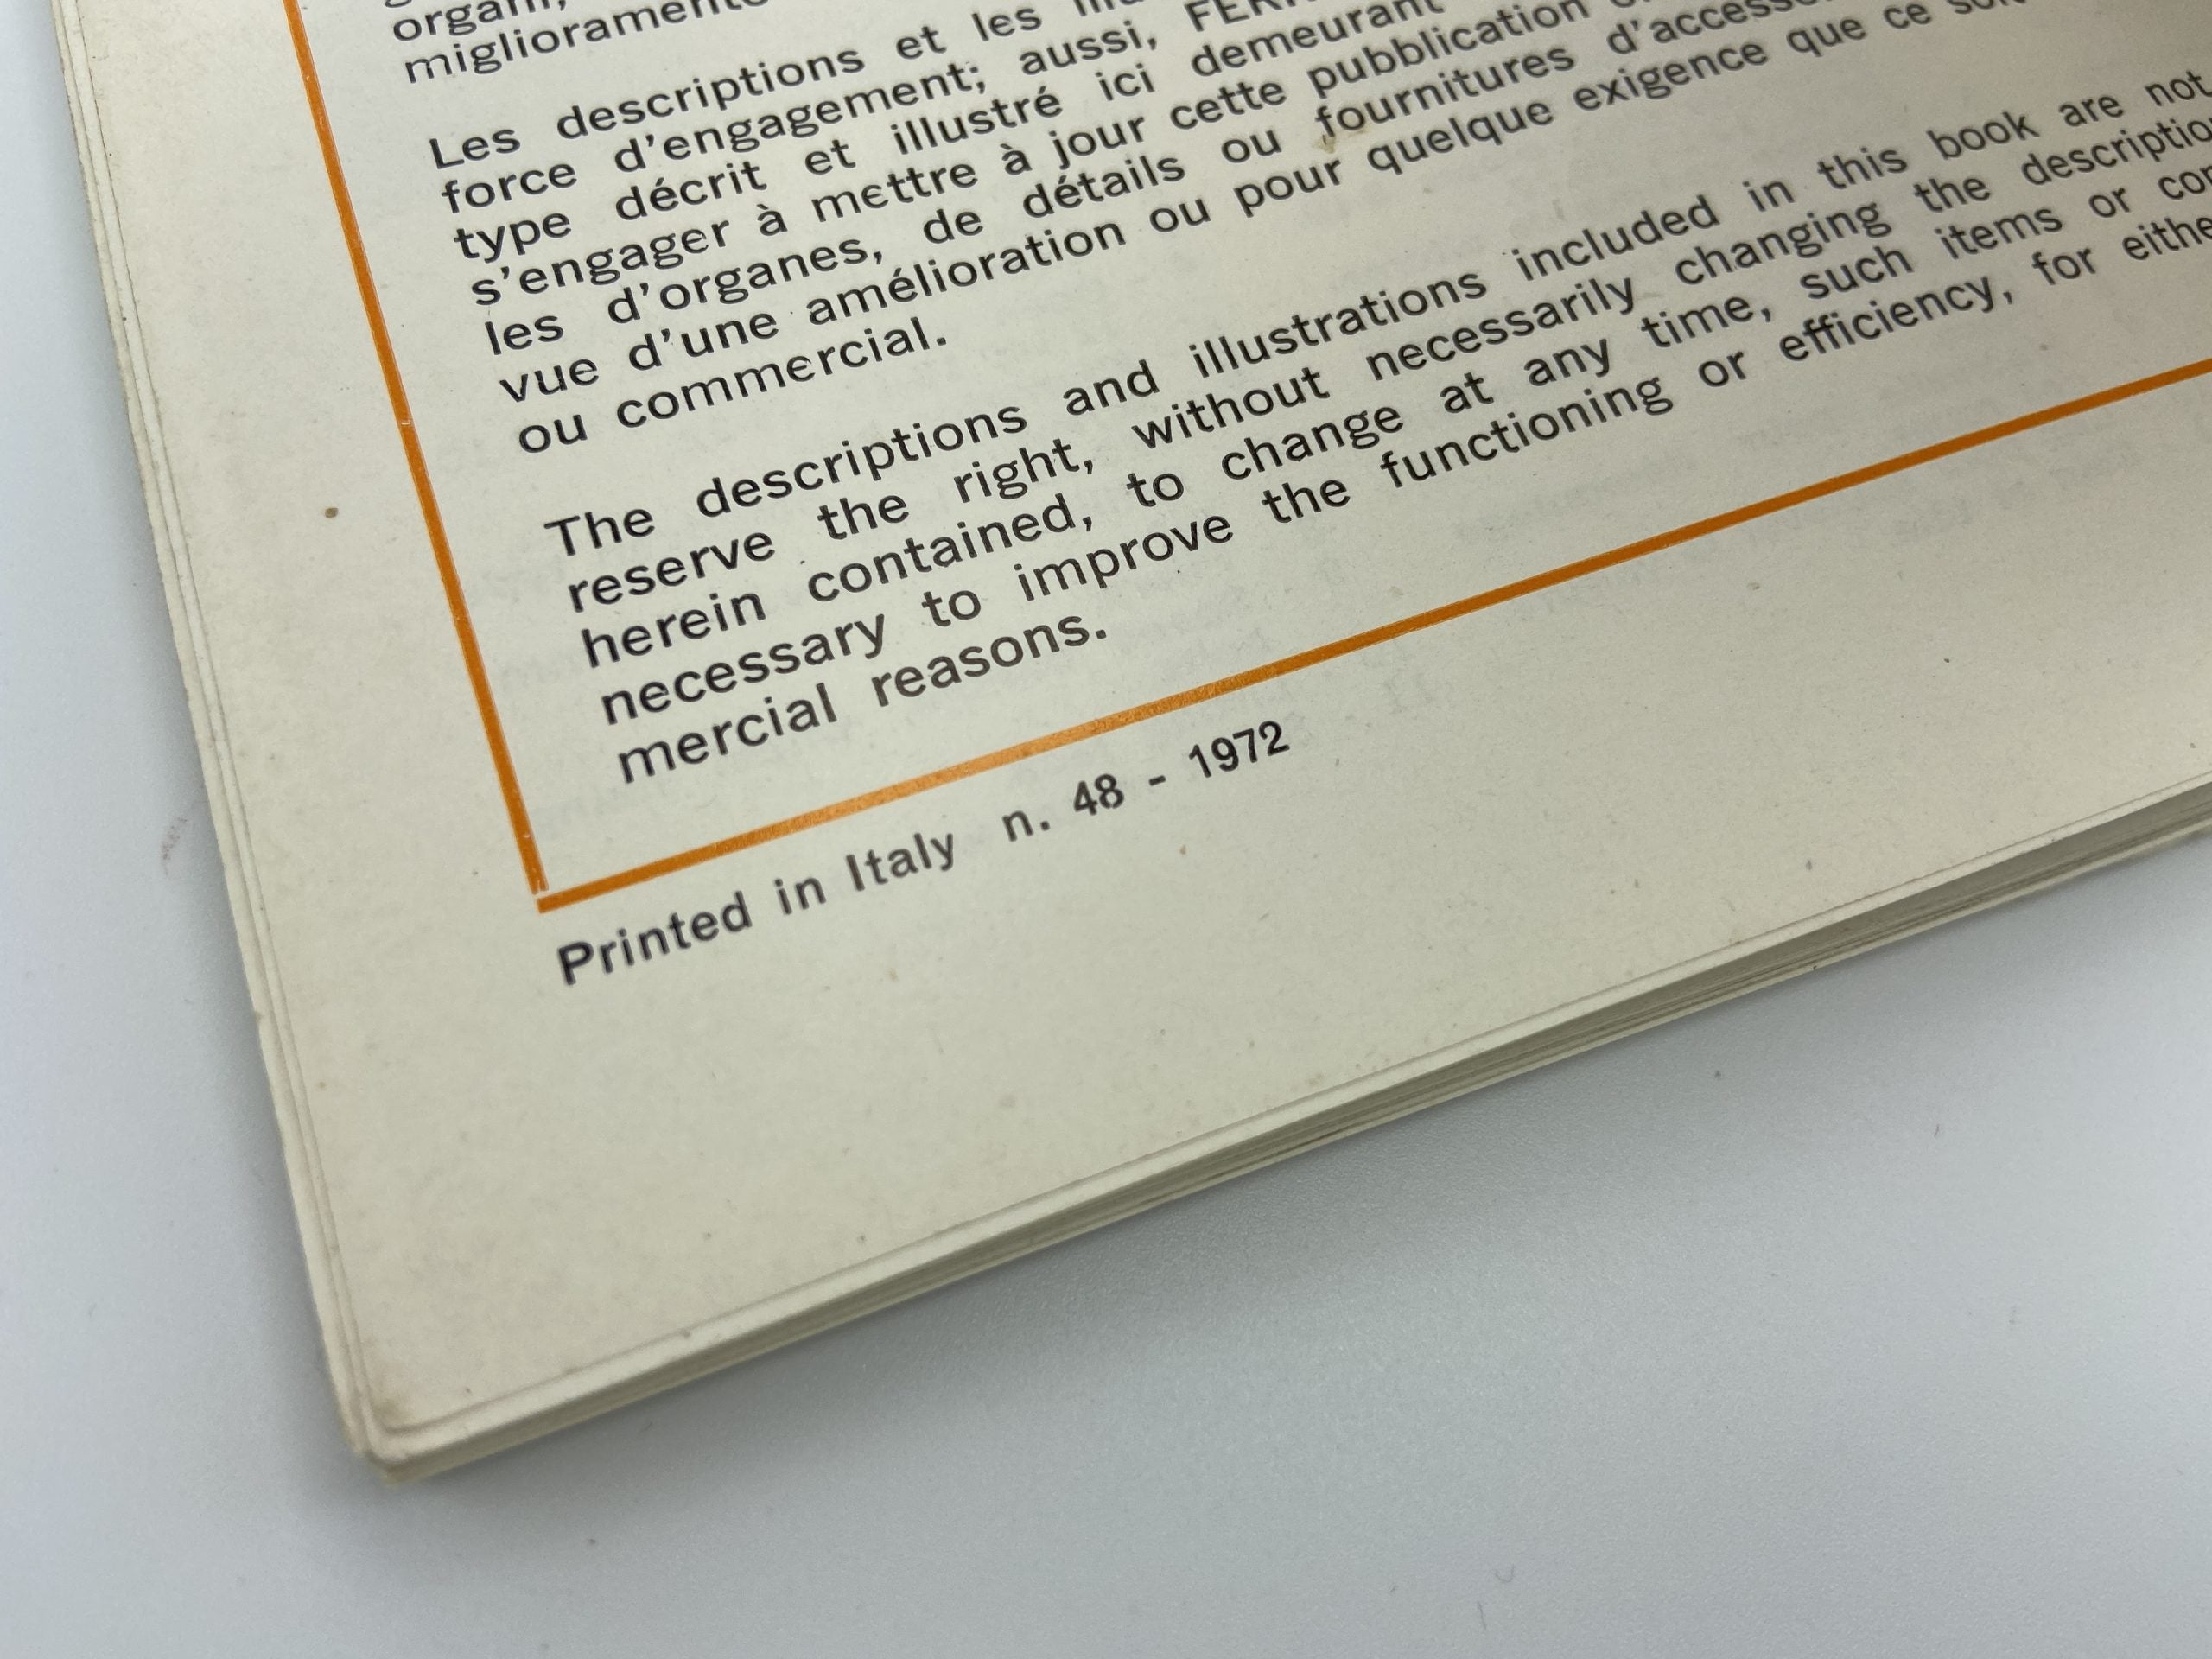 organi,
miglioramento
Les descriptions et les
force d'engagement; aussi,
type décrit et illustré ici demeurant
s'engager à mettre à jour cette pubblication
les d'organes, de détails ou fournitures
vue d'une amélioration ou pour quelque exigence que ce
ou commercial.
The descriptions and illustrations included in this book are not
reserve the right, without necessarily changing the
herein contained, to change at any time, such items or
necessary to improve the functioning or efficiency, for
mercial reasons.
Printed in Italy n. 48 - 1972